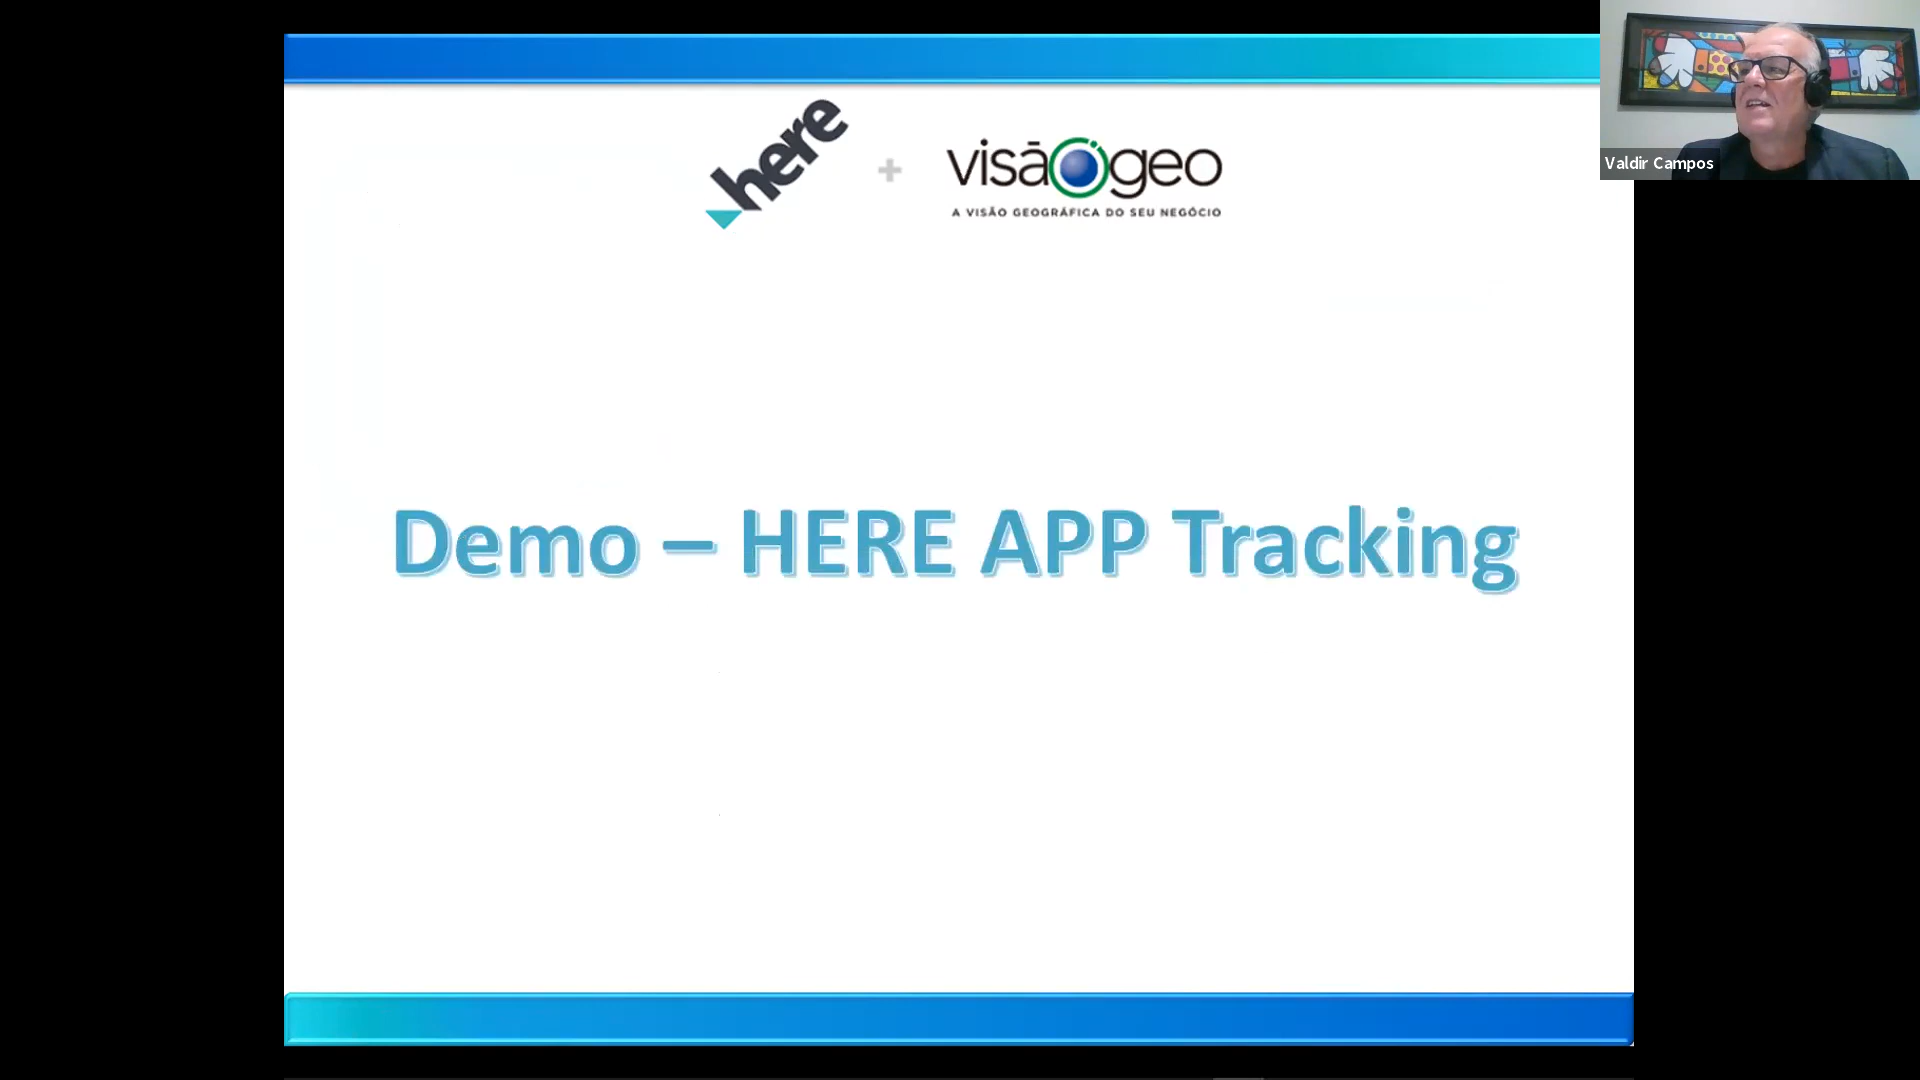 here + visãogeo
A VISÃO GEOGRÁFICA DO SEU NEGÓCIO
Valdir Campos
Demo – HERE APP Tracking